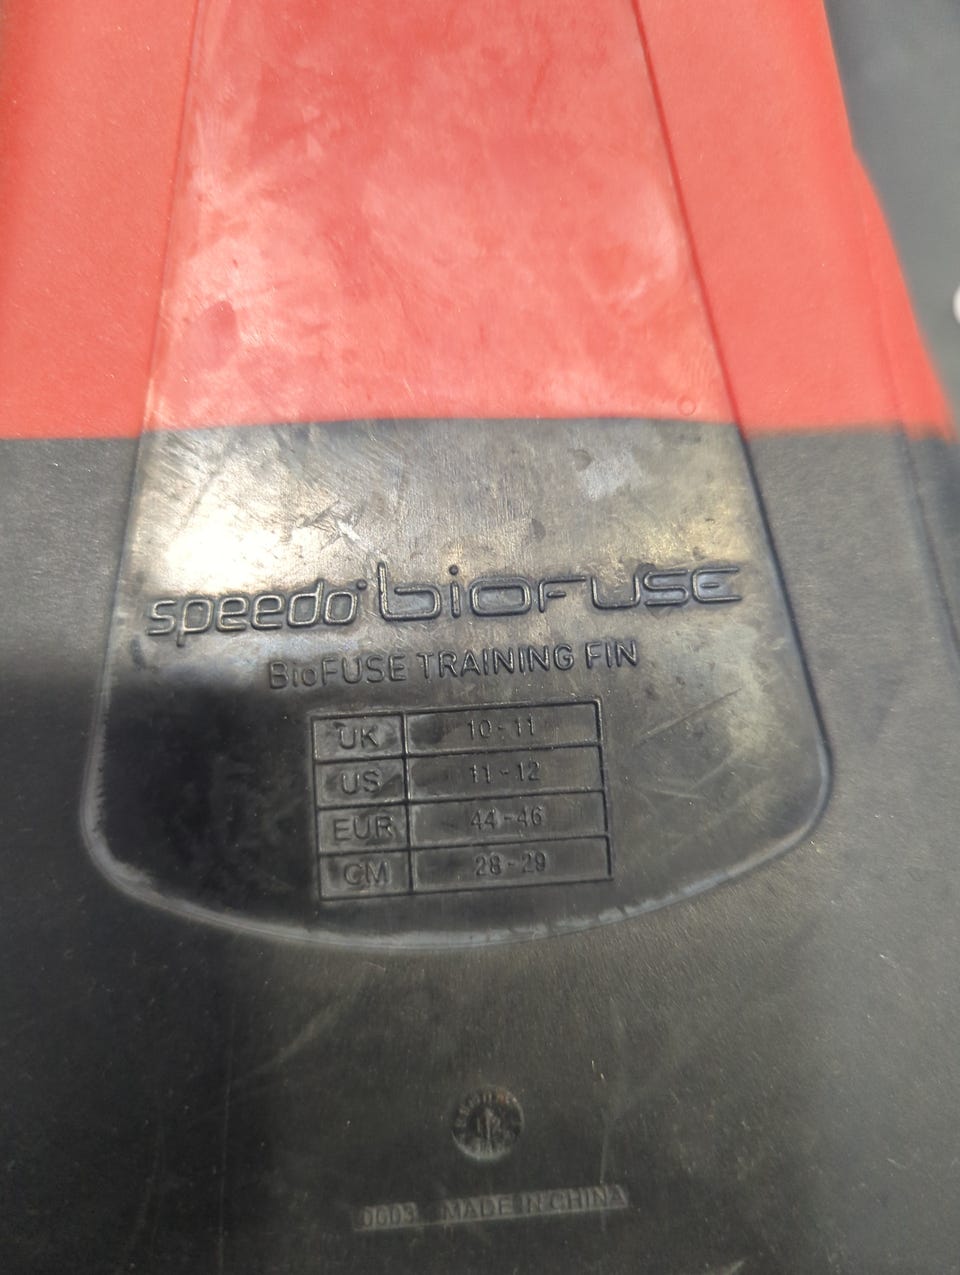 speedo biofuse
BioFUSE TRAINING FIN
UK 10-11
US 11-12
EUR 44-46
CM 28-29
MADE IN CHINA